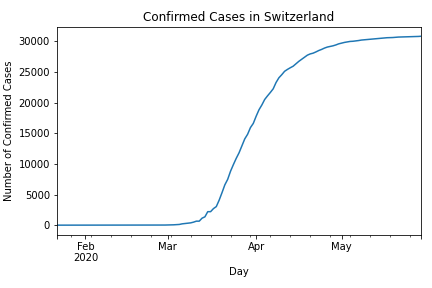 Confirmed Cases in Switzerland
Number of Confirmed Cases
30000
25000
20000
15000
10000
5000
0
Feb Mar Apr May
2020
Day